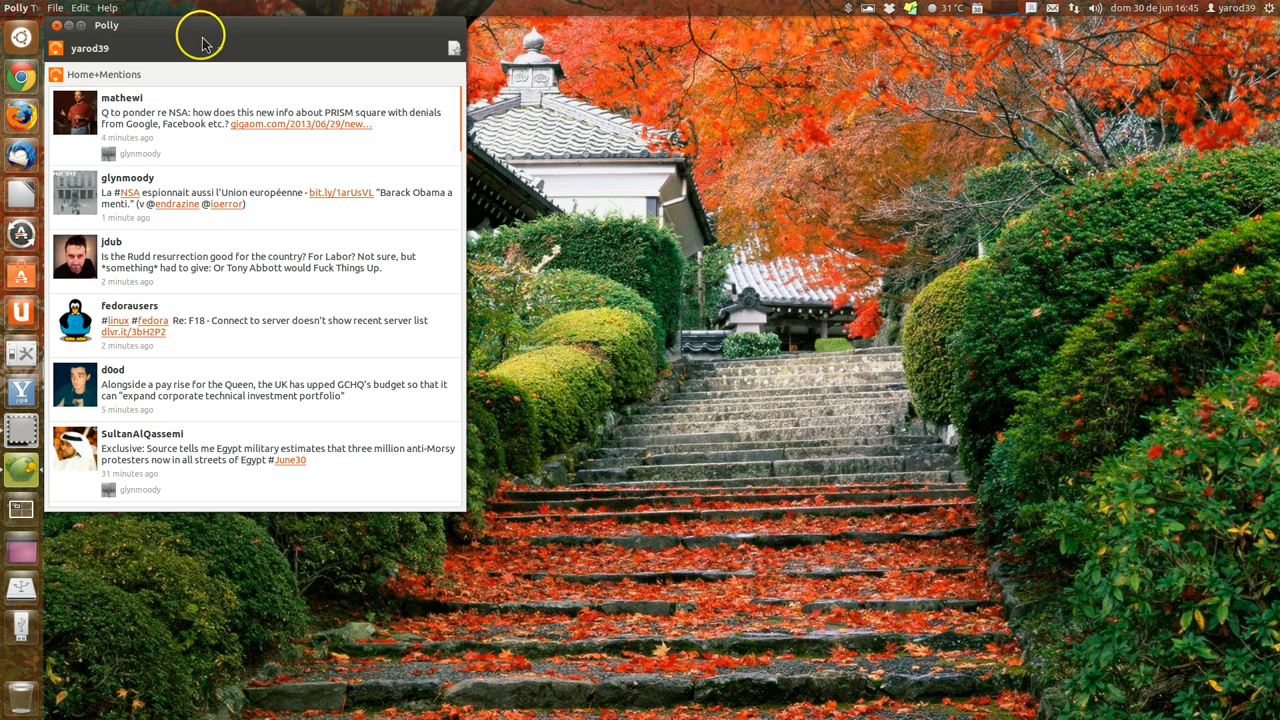 Polly Tw File Edit Help
31 °C
dom 30 de jun 16:45 yarod39
Polly
yarod39
Home+Mentions
mathewi
Q to ponder re NSA: how does this new info about PRISM square with denials
from Google, Facebook etc.? gigaom.com/2013/06/29/new…
4 minutes ago
glynmoody
glynmoody
La #NSA espionnait aussi l'Union européenne - bit.ly/1arUsVL "Barack Obama a
menti." (v @endrazine @ioerror)
1 minute ago
jdub
Is the Rudd resurrection good for the country? For Labor? Not sure, but
*something* had to give: Or Tony Abbott would Fuck Things Up.
2 minutes ago
fedorausers
#linux #fedora Re: F18 - Connect to server doesn't show recent server list
dlvr.it/3bH2P2
2 minutes ago
d0od
Alongside a pay rise for the Queen, the UK has upped GCHQ's budget so that it
can “expand corporate technical investment portfolio”
5 minutes ago
SultanAlQassemi
Exclusive: Source tells me Egypt military estimates that three million anti-Morsy
protesters now in all streets of Egypt #June30
31 minutes ago
glynmoody